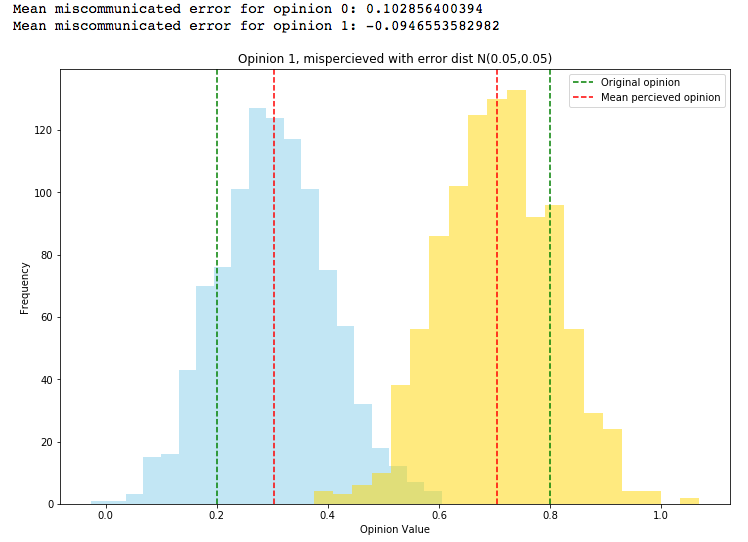 Mean miscommunicated error for opinion 0: 0.102856400394
Mean miscommunicated error for opinion 1: -0.0946553582982
Opinion 1, mispercieved with error dist N(0.05,0.05)
Original opinion
Mean percieved opinion
120
100
80
60
40
20
0
Frequency
0.0 0.2 0.4 0.6 0.8 1.0
Opinion Value